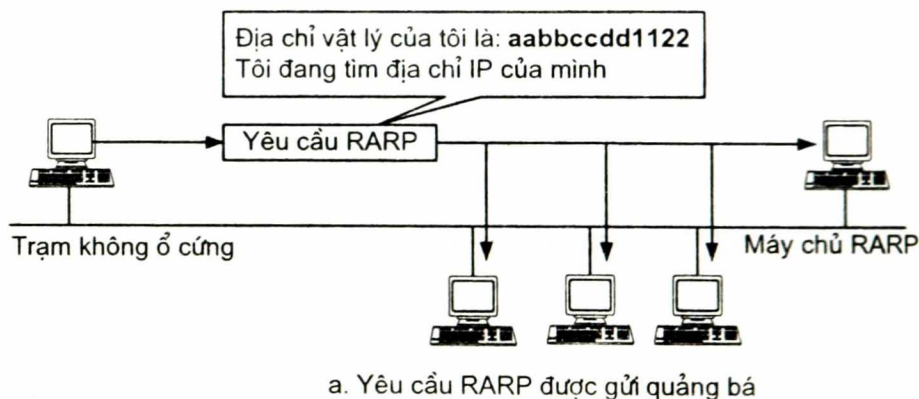 Địa chỉ vật lý của tôi là: aabbccdd1122
Tôi đang tìm địa chỉ IP của mình
Yêu cầu RARP
Trạm không ổ cứng
Máy chủ RARP
a. Yêu cầu RARP được gửi quảng bá